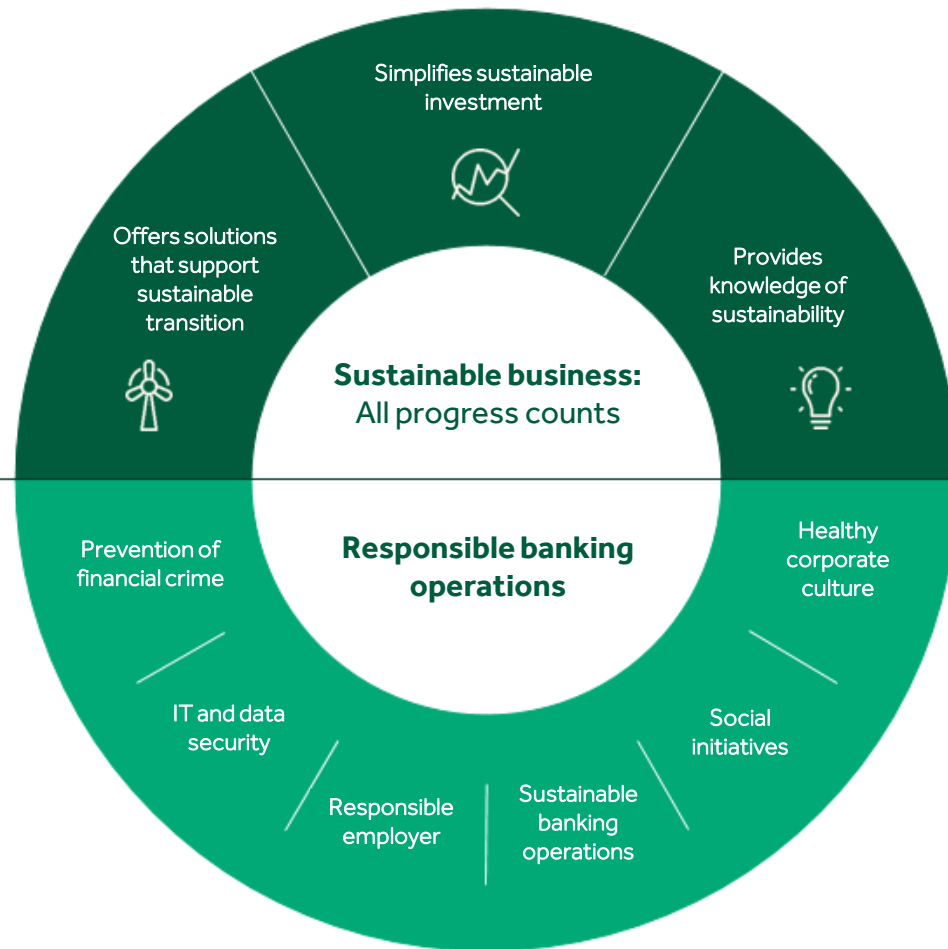 Simplifies sustainable
investment
Offers solutions
that support
sustainable
transition
Provides
knowledge of
sustainability
Sustainable business:
All progress counts
Responsible banking
operations
Prevention of
financial crime
IT and data
security
Responsible
employer
Sustainable
banking
operations
Social
initiatives
Healthy
corporate
culture